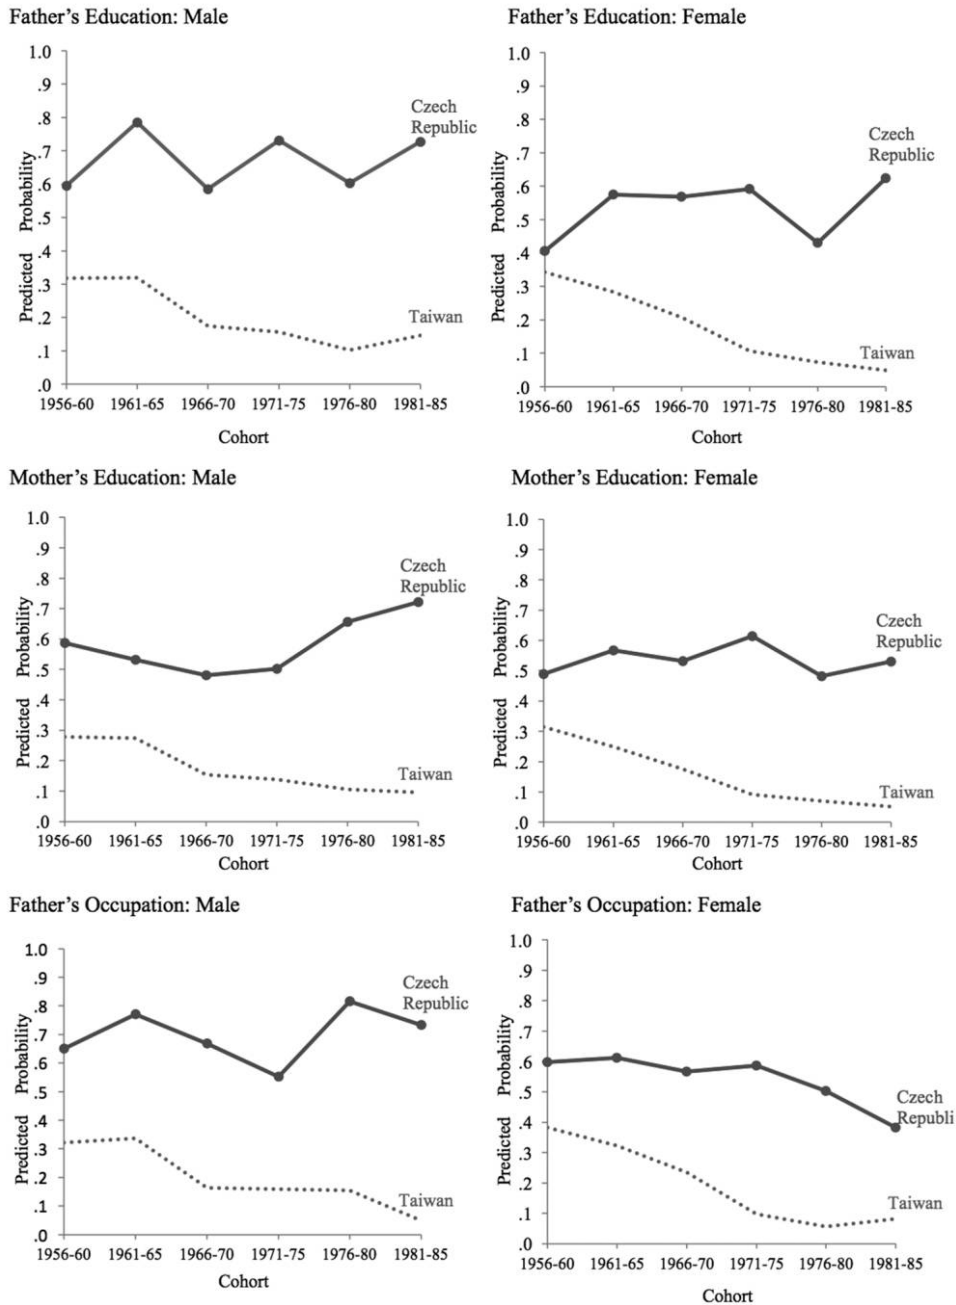 Father's Education: Male
1.0
.9
.8
.7
.6
.5
.4
.3
.2
.1
.0
Predicted Probability
Czech
Republic
Taiwan
1956-60 1961-65 1966-70 1971-75 1976-80 1981-85
Cohort
Father's Education: Female
1.0
.9
.8
.7
.6
.5
.4
.3
.2
.1
.0
Predicted Probability
Czech
Republic
Taiwan
1956-60 1961-65 1966-70 1971-75 1976-80 1981-85
Cohort
Mother's Education: Male
1.0
.9
.8
.7
.6
.5
.4
.3
.2
.1
.0
Predicted Probability
Czech
Republic
Taiwan
1956-60 1961-65 1966-70 1971-75 1976-80 1981-85
Cohort
Mother's Education: Female
1.0
.9
.8
.7
.6
.5
.4
.3
.2
.1
.0
Predicted Probability
Czech
Republic
Taiwan
1956-60 1961-65 1966-70 1971-75 1976-80 1981-85
Cohort
Father's Occupation: Male
1.0
.9
.8
.7
.6
.5
.4
.3
.2
.1
.0
Predicted Probability
Czech
Republic
Taiwan
1956-60 1961-65 1966-70 1971-75 1976-80 1981-85
Cohort
Father's Occupation: Female
1.0
.9
.8
.7
.6
.5
.4
.3
.2
.1
.0
Predicted Probability
Czech
Republi
Taiwan
1956-60 1961-65 1966-70 1971-75 1976-80 1981-85
Cohort